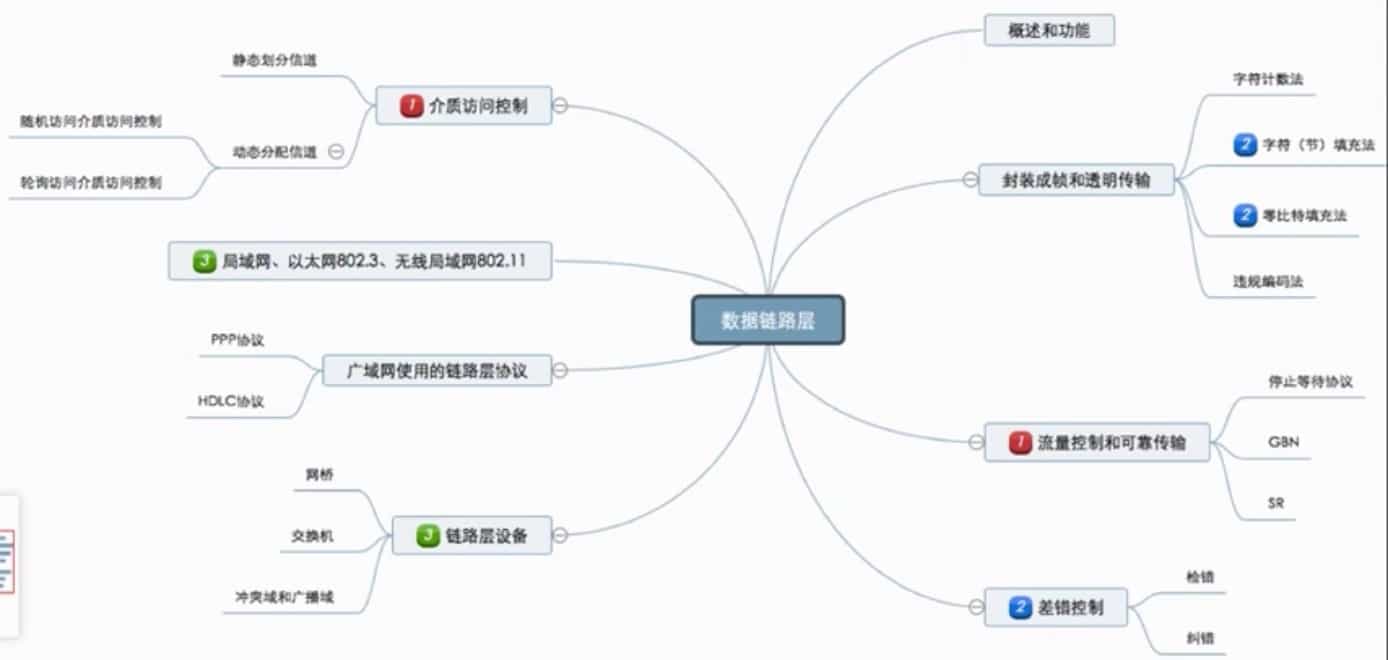 数据链路层
概述和功能
封装成帧和透明传输
字符计数法
2 字符（节）填充法
2 零比特填充法
违规编码法
1 流量控制和可靠传输
停止等待协议
GBN
SR
2 差错控制
检错
纠错
1 介质访问控制
静态划分信道
动态分配信道
随机访问介质访问控制
轮询访问介质访问控制
3 局域网、以太网802.3、无线局域网802.11
广域网使用的链路层协议
PPP协议
HDLC协议
3 链路层设备
网桥
交换机
冲突域和广播域